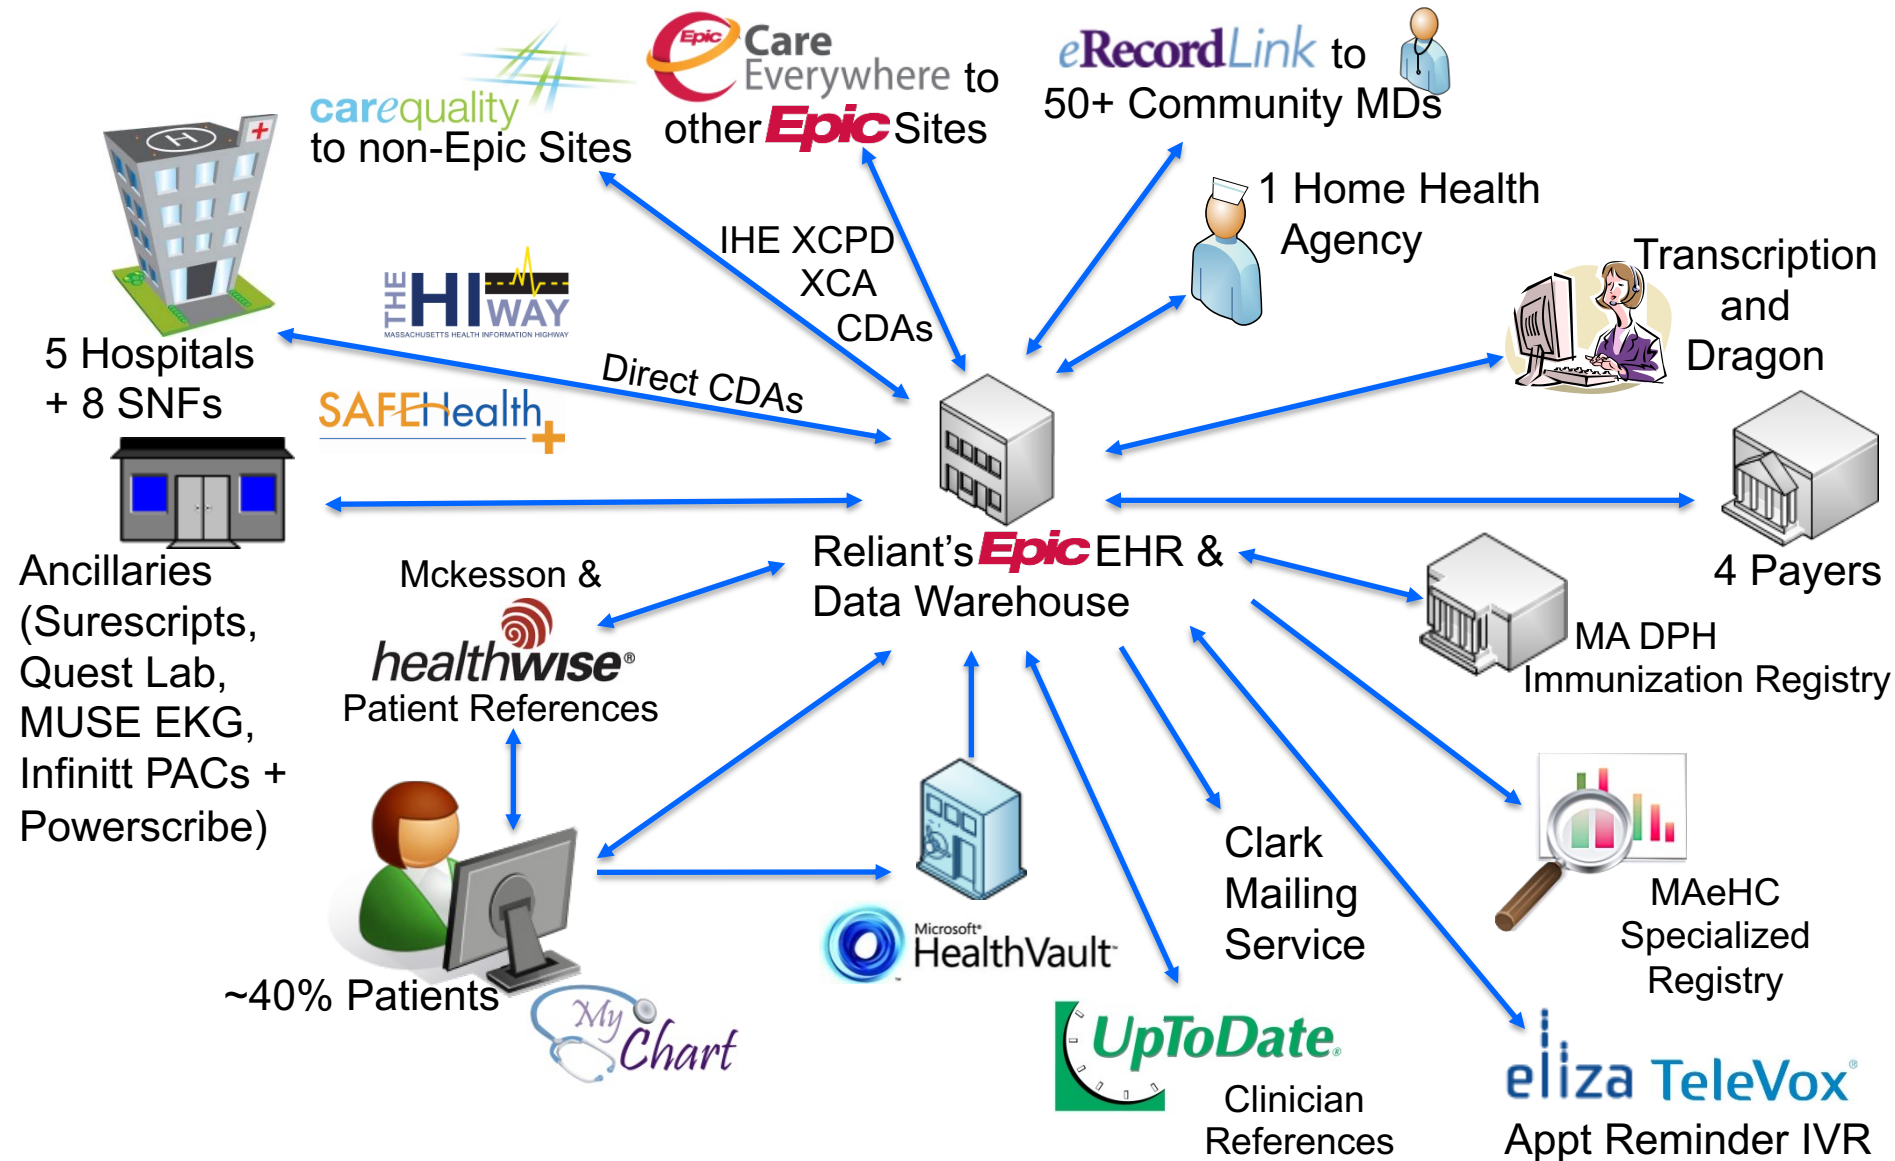 carequality
to non-Epic Sites
Epic
Care
Everywhere to
other Epic Sites
eRecordLink to
50+ Community MDs
H
1 Home Health
Agency
IHE XCPD
XCA
CDAs
THE HIWAY
MASSACHUSETTS HEALTH INFORMATION HIGHWAY
Transcription
and
Dragon
5 Hospitals
+ 8 SNFs
Direct CDAs
SAFEHealth
Reliant's Epic EHR &
Data Warehouse
4 Payers
Ancillaries
(Surescripts,
Quest Lab,
MUSE EKG,
Infinitt PACs +
Powerscribe)
Mckesson &
healthwise®
Patient References
MA DPH
Immunization Registry
Clark
Mailing
Service
MAeHC
Specialized
Registry
Microsoft®
HealthVault™
~40% Patients
My
Chart
UpToDate®
Clinician
References
eliza TeleVox®
Appt Reminder IVR